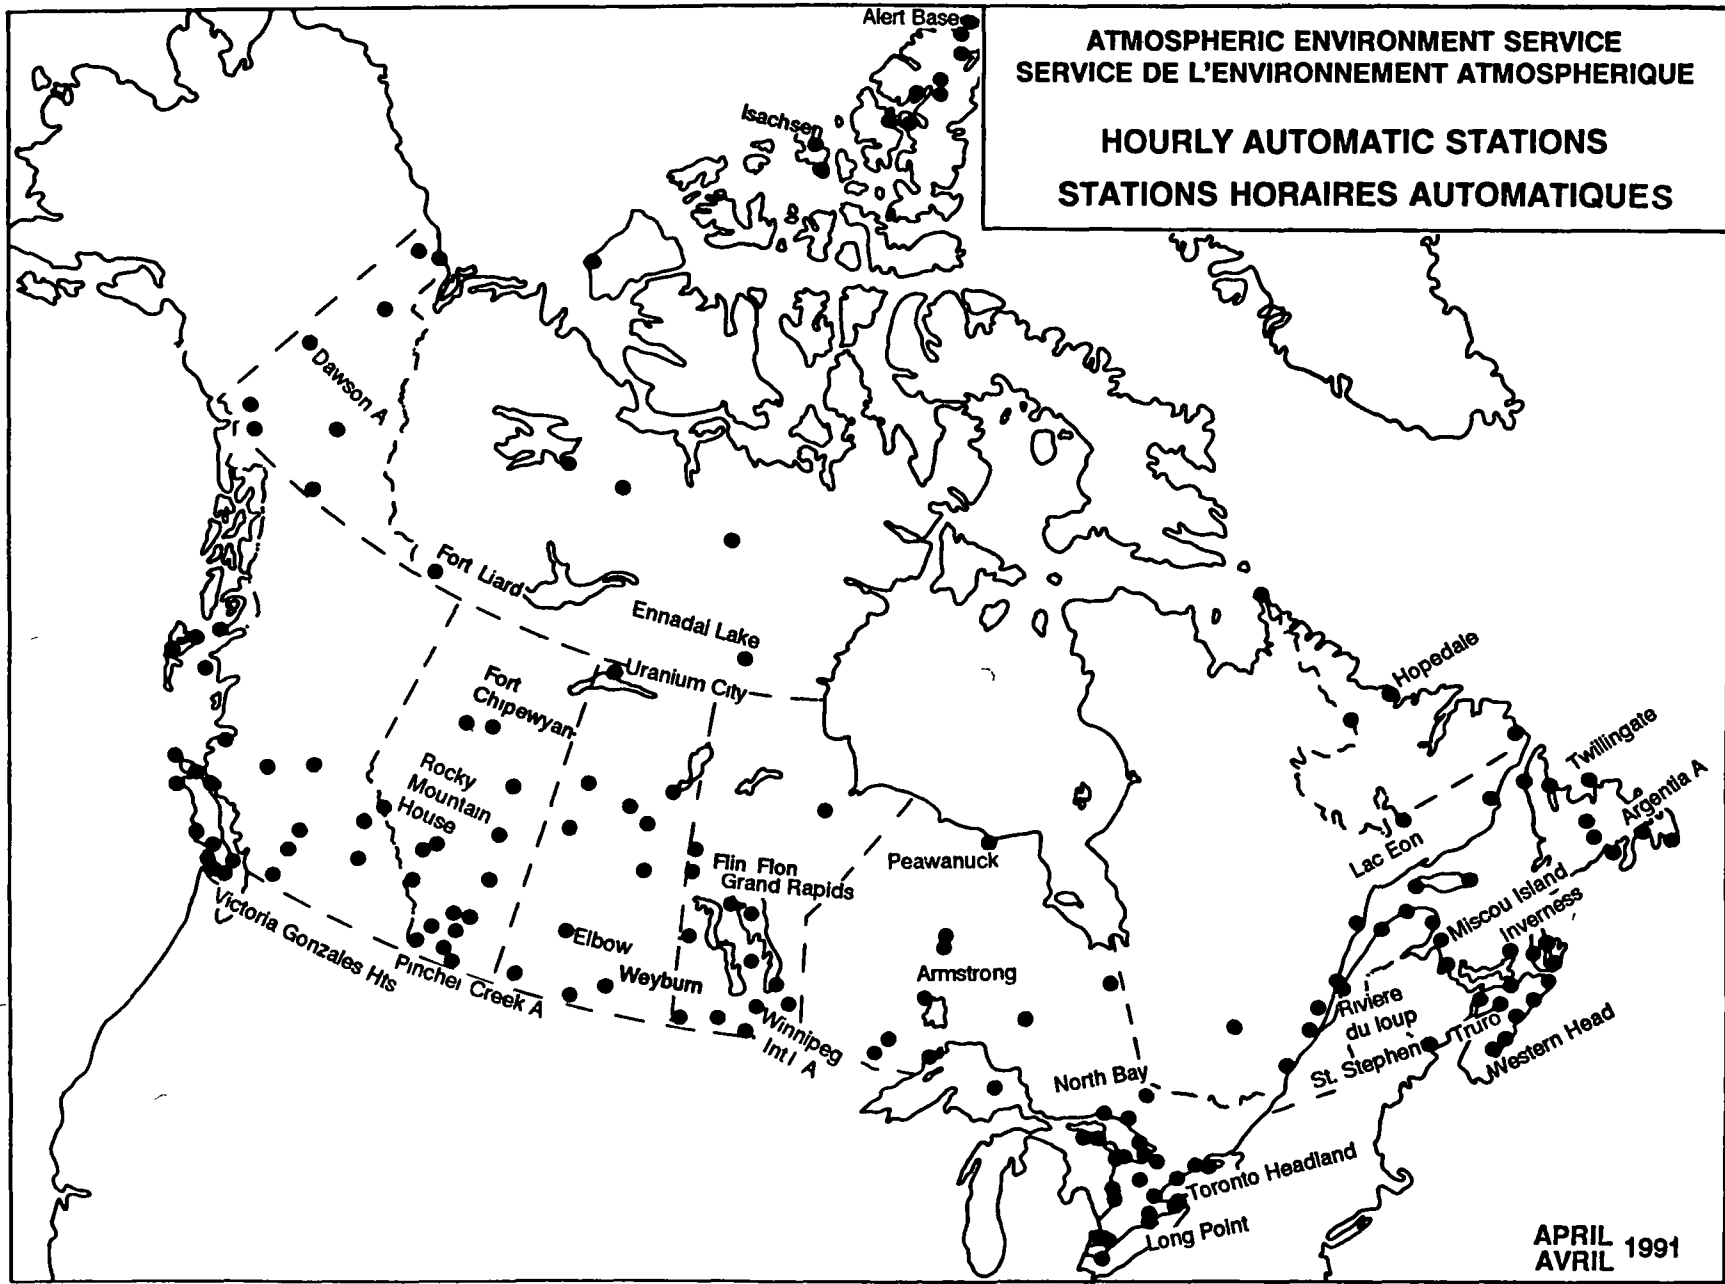 Alert Base
ATMOSPHERIC ENVIRONMENT SERVICE
SERVICE DE L'ENVIRONNEMENT ATMOSPHERIQUE
HOURLY AUTOMATIC STATIONS
STATIONS HORAIRES AUTOMATIQUES
Isachsen
Dawson A
Fort Liard
Ennadai Lake
Uranium City
Fort
Chipewyan
Hopedale
Rocky
Mountain
House
Twillingate
Argentia A
Lac Eon
Peawanuck
Flin Flon
Grand Rapids
Miscou Island
Inverness
Victoria Gonzales Hts
Elbow
Weyburn
Pincher Creek A
Armstrong
Winnipeg
Int'l A
Riviere
du loup
Truro
St. Stephen
Western Head
North Bay
Toronto Headland
Long Point
APRIL
AVRIL 1991